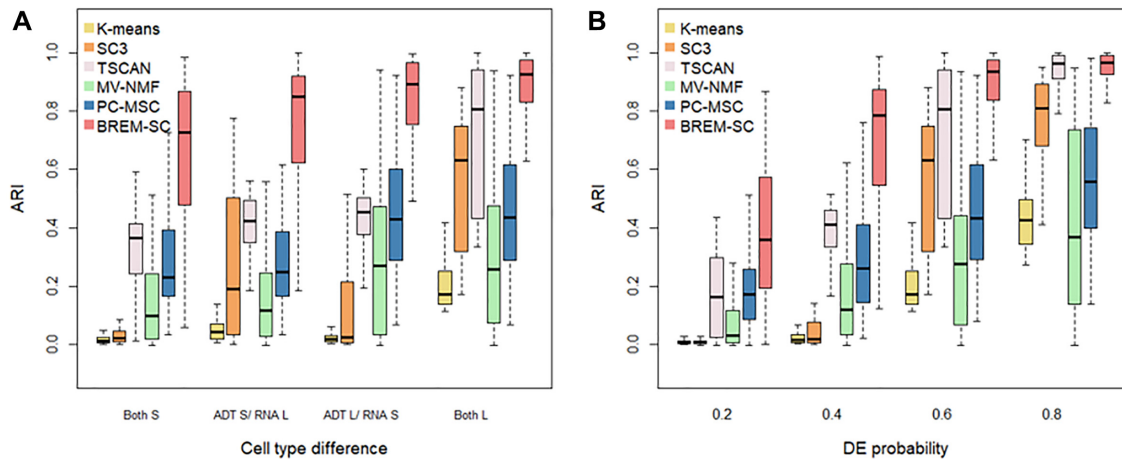 A
K-means
SC3
TSCAN
MV-NMF
PC-MSC
BREM-SC
ARI
1.0
0.8
0.6
0.4
0.2
0.0
Both S
ADT S/ RNA L
ADT L/ RNA S
Both L
Cell type difference
B
K-means
SC3
TSCAN
MV-NMF
PC-MSC
BREM-SC
ARI
1.0
0.8
0.6
0.4
0.2
0.0
0.2
0.4
0.6
0.8
DE probability